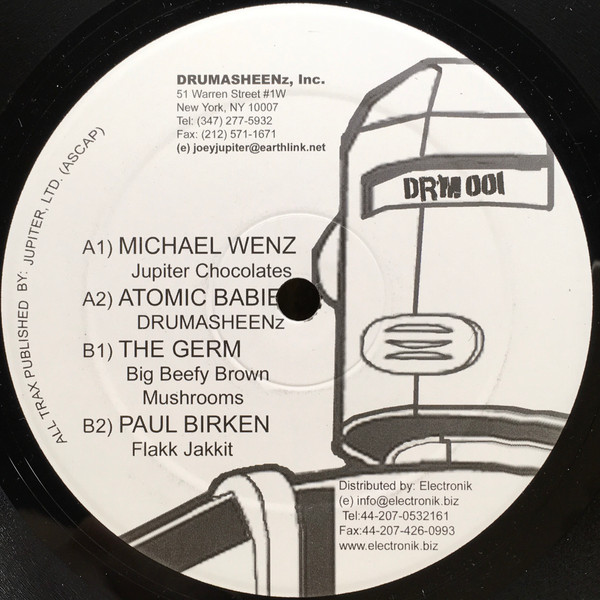 DRUMASHEENz, Inc.
51 Warren Street #1W
New York, NY 10007
Tel: (347) 277-5932
Fax: (212) 571-1671
(e) joeyjupiter@earthlink.net
ALL TRAX PUBLISHED BY: JUPITER, LTD. (ASCAP)
DRM 001
A1) MICHAEL WENZ
Jupiter Chocolates
A2) ATOMIC BABIE
DRUMASHEENz
B1) THE GERM
Big Beefy Brown
Mushrooms
B2) PAUL BIRKEN
Flakk Jakkit
Distributed by: Electronik
(e) info@electronik.biz
Tel:44-207-0532161
Fax:44-207-426-0993
www.electronik.biz